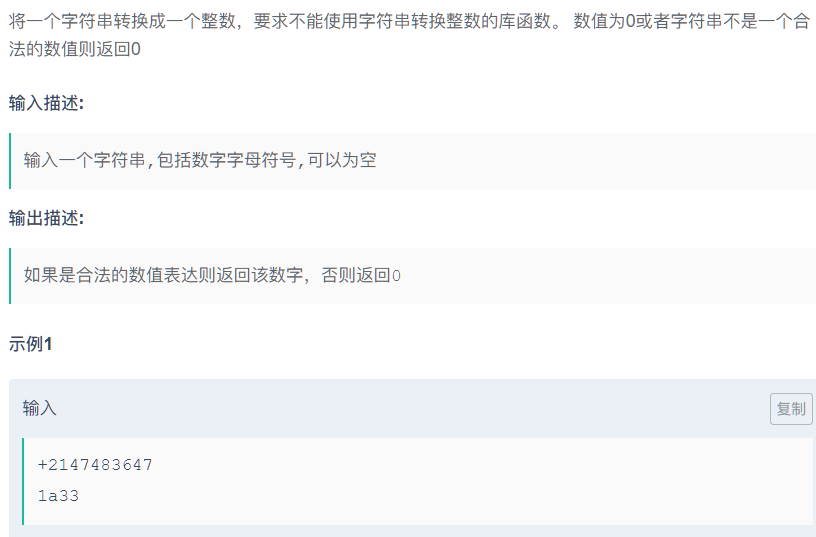 将一个字符串转换成一个整数，要求不能使用字符串转换整数的库函数。 数值为0或者字符串不是一个合
法的数值则返回0
输入描述:
输入一个字符串,包括数字字母符号,可以为空
输出描述:
如果是合法的数值表达则返回该数字，否则返回0
示例1
输入
复制
+2147483647
1a33